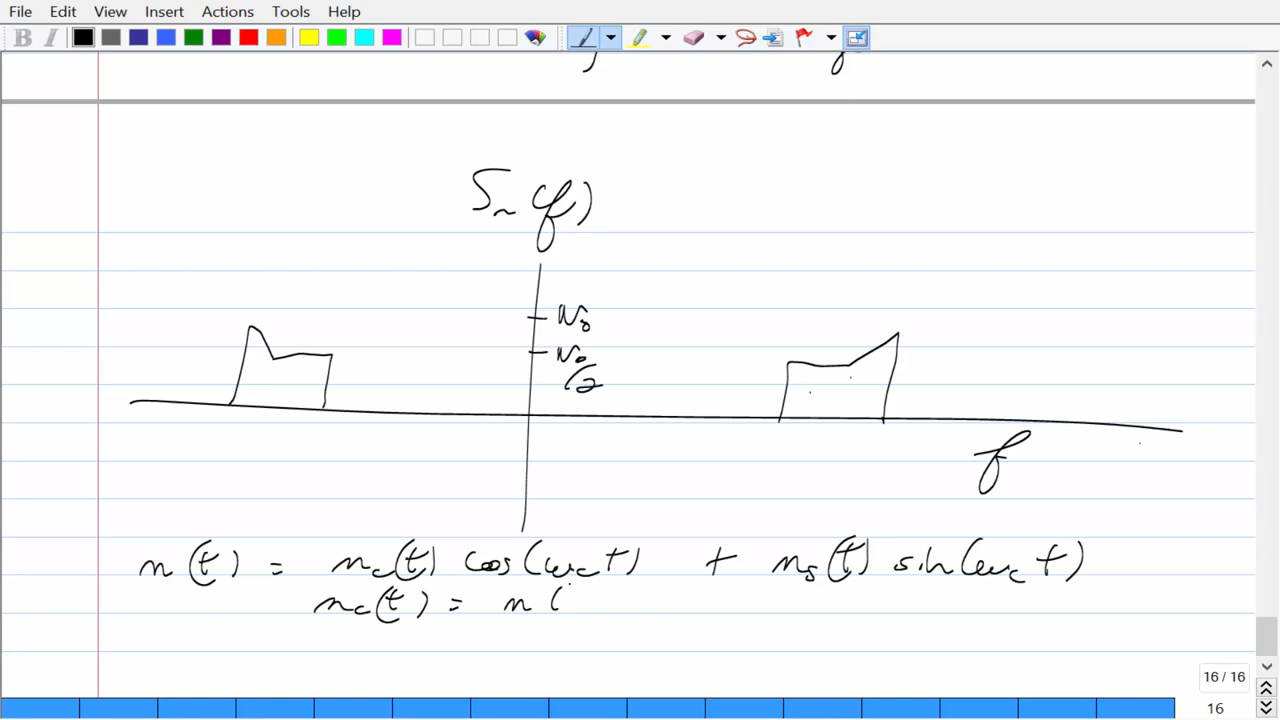 File Edit View Insert Actions Tools Help
B I
S_n(f)
N_0
N_0/2
f
n(t) = n_c(t) cos(ω_c t) + n_s(t) sin(ω_c t)
n_c(t) = n(
16 / 16
16